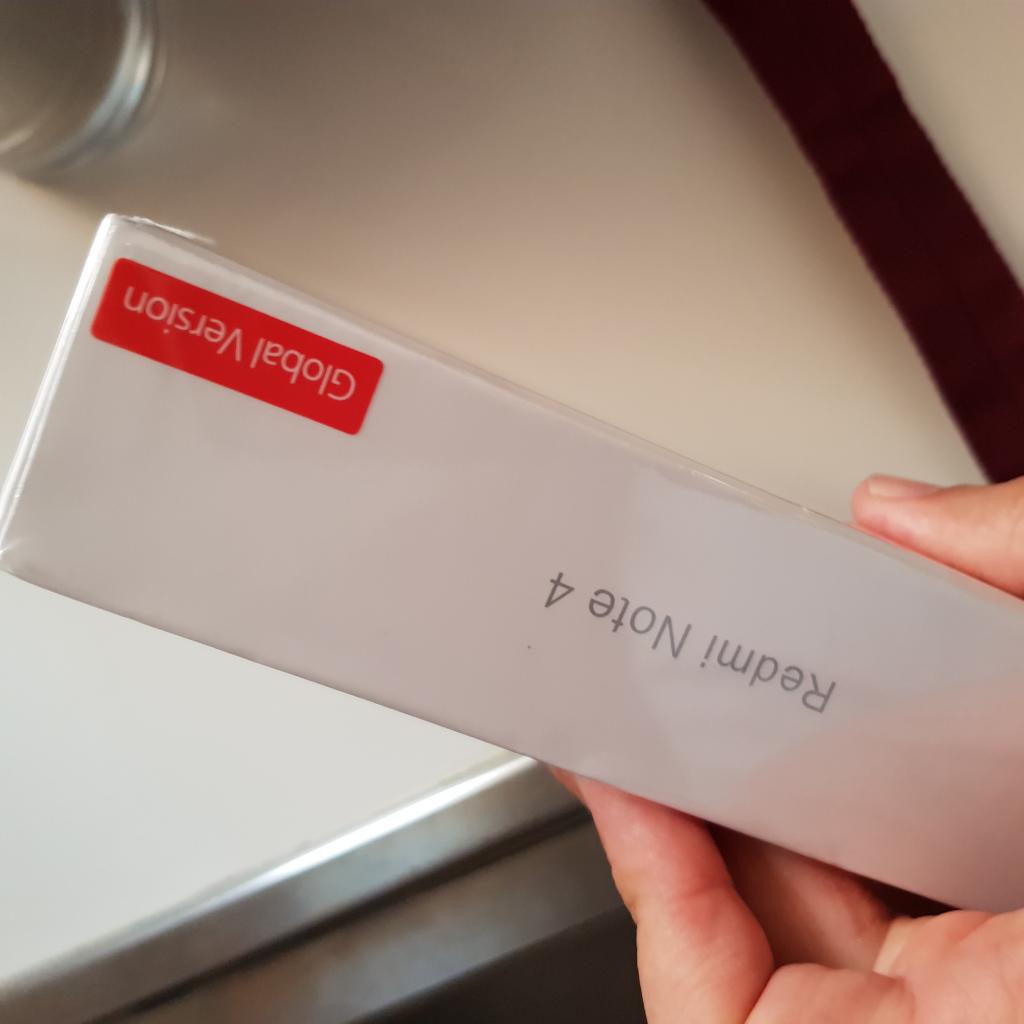 Redmi Note 4
Global Version